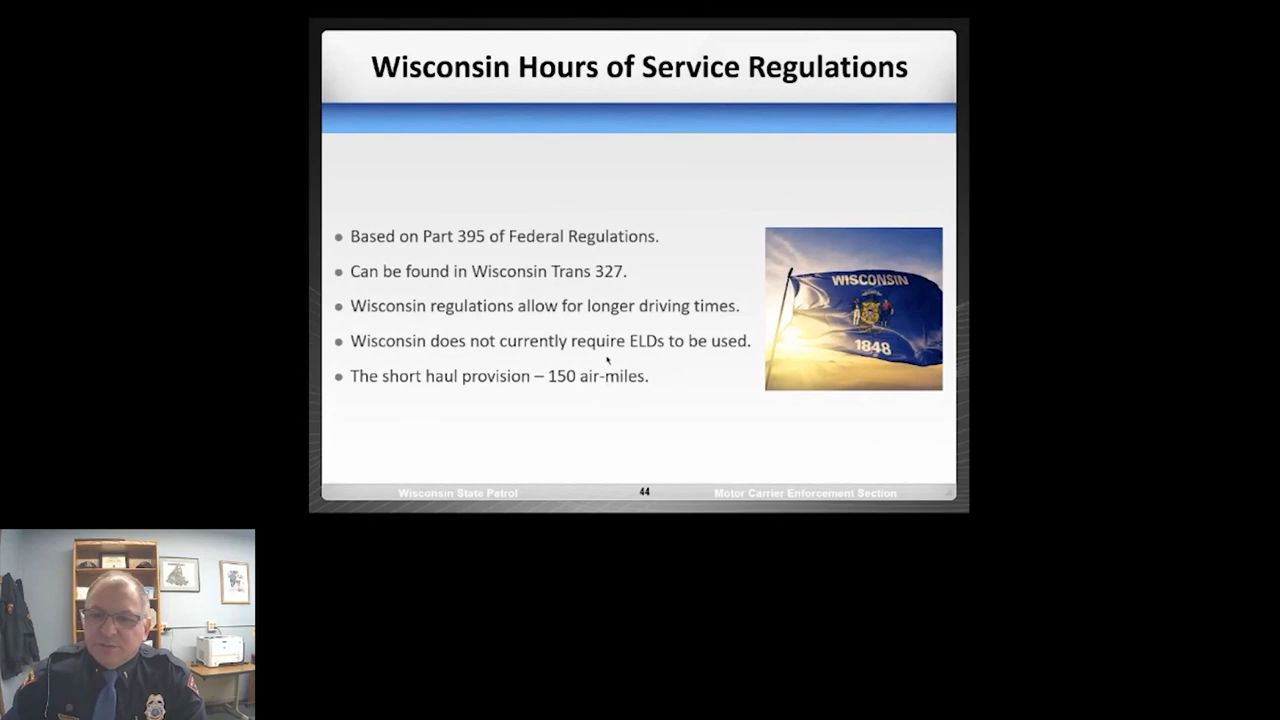 Wisconsin Hours of Service Regulations
Based on Part 395 of Federal Regulations.
Can be found in Wisconsin Trans 327.
Wisconsin regulations allow for longer driving times.
Wisconsin does not currently require ELDs to be used.
The short haul provision – 150 air-miles.
WISCONSIN
1848
Wisconsin State Patrol
44
Motor Carrier Enforcement Section